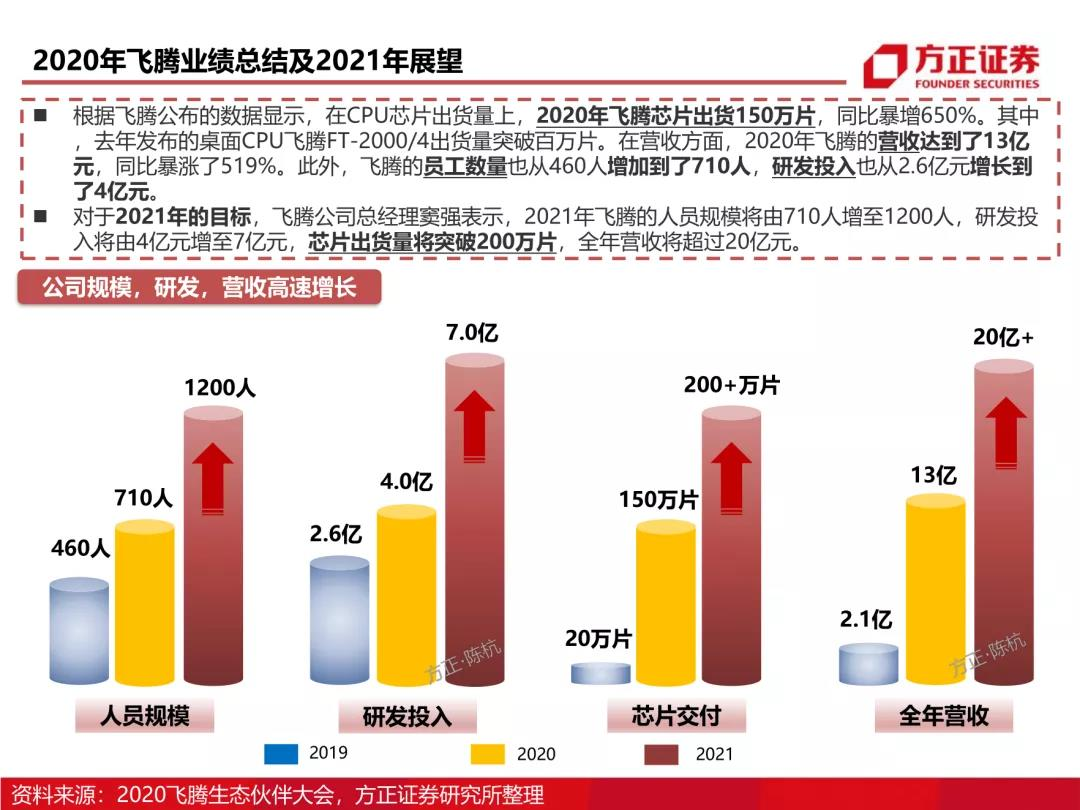 2020年飞腾业绩总结及2021年展望
方正证券
FOUNDER SECURITIES
■ 根据飞腾公布的数据显示，在CPU芯片出货量上，2020年飞腾芯片出货150万片，同比暴增650%。其中
，去年发布的桌面CPU飞腾FT-2000/4出货量突破百万片。在营收方面，2020年飞腾的营收达到了13亿
元，同比暴涨了519%。此外，飞腾的员工数量也从460人增加到了710人，研发投入也从2.6亿元增长到
了4亿元。
■ 对于2021年的目标，飞腾公司总经理窦强表示，2021年飞腾的人员规模将由710人增至1200人，研发投
入将由4亿元增至7亿元，芯片出货量将突破200万片，全年营收将超过20亿元。
公司规模，研发，营收高速增长
460人
710人
1200人
人员规模
2.6亿
4.0亿
7.0亿
研发投入
20万片
150万片
200+万片
芯片交付
2.1亿
13亿
20亿+
全年营收
方正·陈杭
方正·陈杭
2019
2020
2021
资料来源：2020飞腾生态伙伴大会，方正证券研究所整理